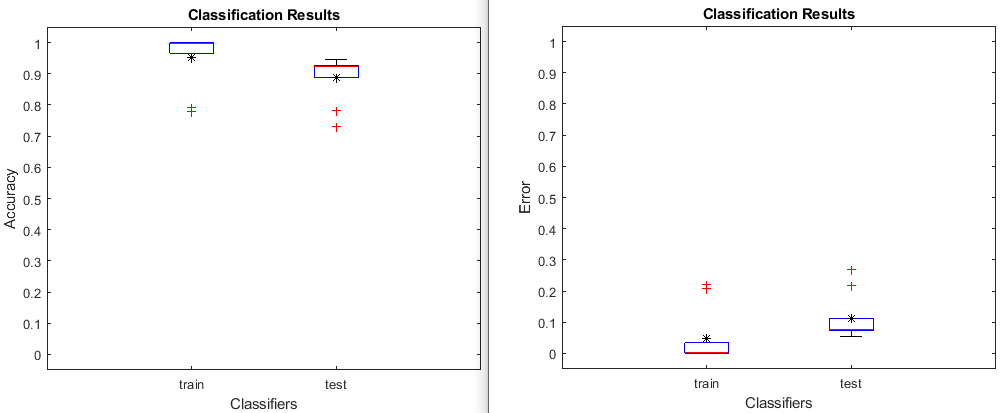 Classification Results
Accuracy
1
0.9
0.8
0.7
0.6
0.5
0.4
0.3
0.2
0.1
0
train test
Classifiers
Classification Results
Error
1
0.9
0.8
0.7
0.6
0.5
0.4
0.3
0.2
0.1
0
train test
Classifiers